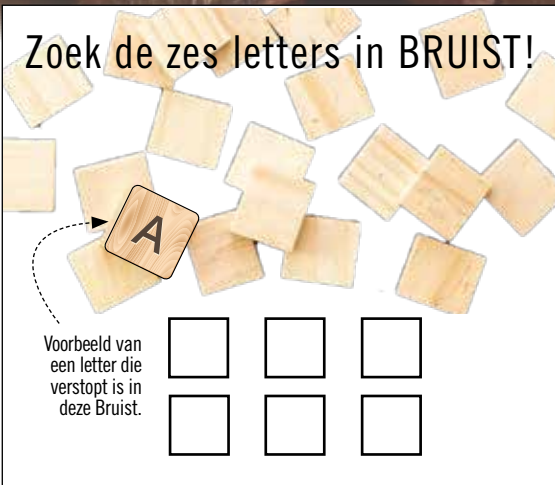 Zoek de zes letters in BRUIST!
A
Voorbeeld van
een letter die
verstopt is in
deze Bruist.